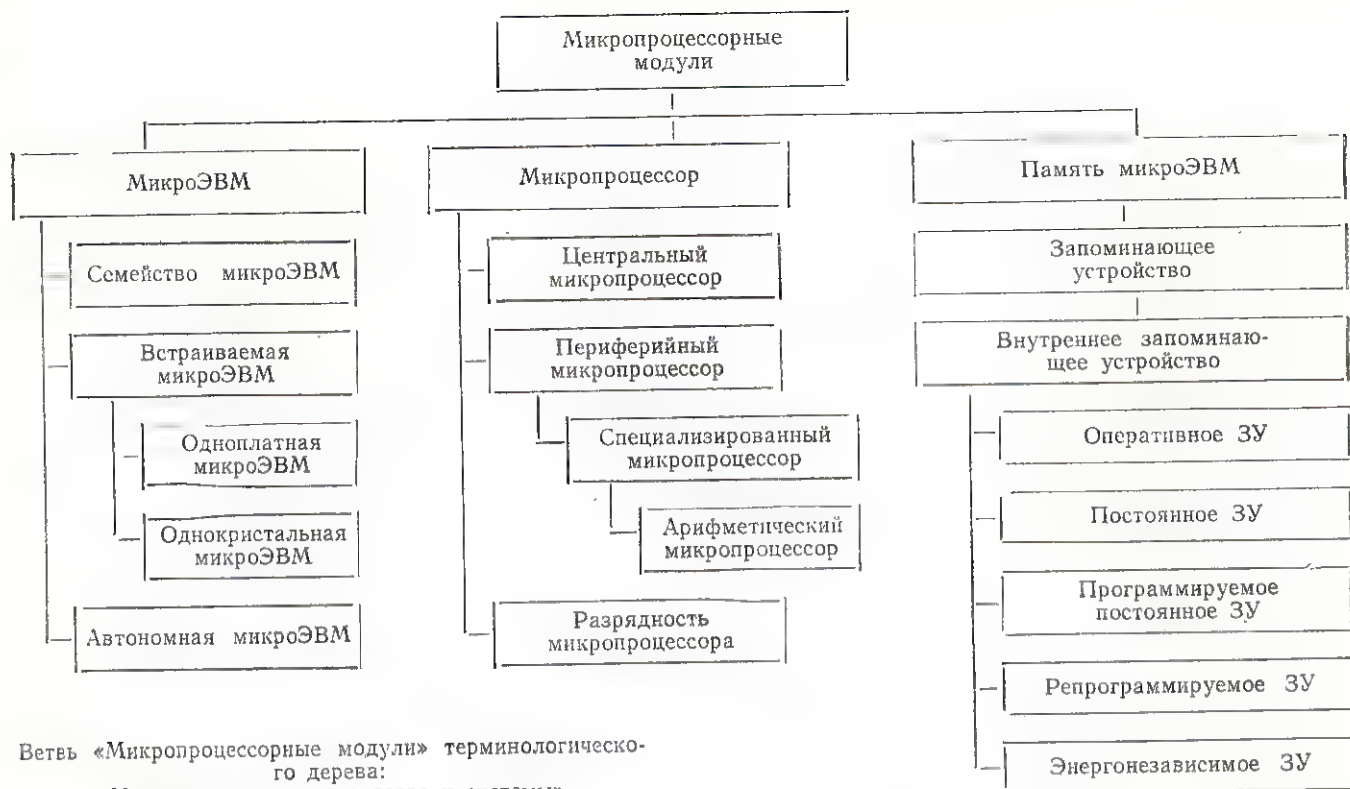 Микропроцессорные
модули
МикроЭВМ
Микропроцессор
Память микроЭВМ
Семейство микроЭВМ
Встраиваемая
микроЭВМ
Одноплатная
микроЭВМ
Однокристальная
микроЭВМ
Автономная микроЭВМ
Центральный
микропроцессор
Периферийный
микропроцессор
Специализированный
микропроцессор
Арифметический
микропроцессор
Разрядность
микропроцессора
Запоминающее
устройство
Внутреннее запоминаю-
щее устройство
Оперативное ЗУ
Постоянное ЗУ
Программируемое
постоянное ЗУ
Репрограммируемое ЗУ
Энергонезависимое ЗУ
Ветвь «Микропроцессорные модули» терминологическо-
го дерева: